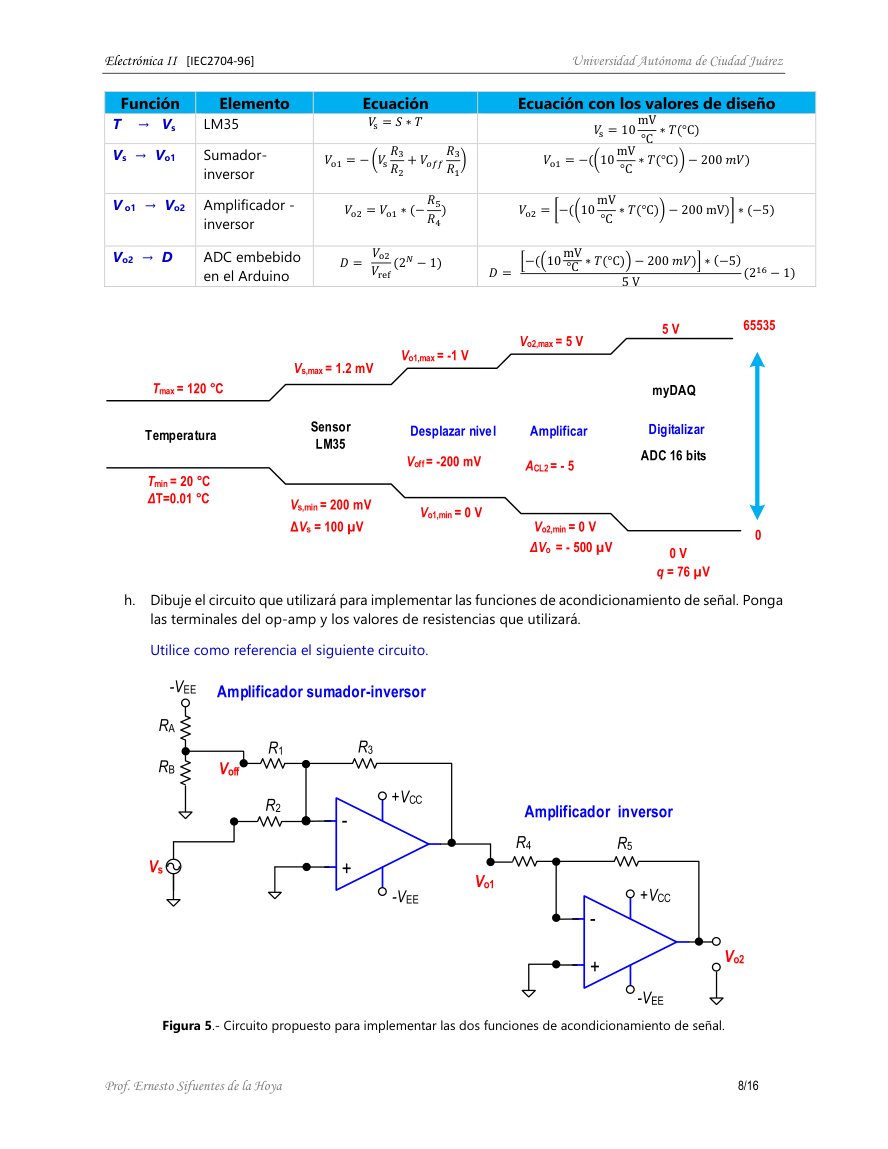 Electrónica II [IEC2704-96] Universidad Autónoma de Ciudad Juárez
Función Elemento Ecuación Ecuación con los valores de diseño
T → Vs LM35 Vs = S ∗ T Vs = 10 mV/°C ∗ T(°C)
Vs → Vo1 Sumador-inversor Vo1 = −(Vs R3/R2 + Voff R3/R1) Vo1 = −((10 mV/°C ∗ T(°C)) − 200 mV)
Vo1 → Vo2 Amplificador - inversor Vo2 = Vo1 ∗ (− R5/R4) Vo2 = [−((10 mV/°C ∗ T(°C)) − 200 mV)] ∗ (−5)
Vo2 → D ADC embebido en el Arduino D = Vo2/Vref (2^N − 1) D = [−((10 mV/°C ∗ T(°C)) − 200 mV)] ∗ (−5) / 5 V (2^16 − 1)
Tmax = 120 °C
Vs,max = 1.2 mV
Vo1,max = -1 V
Vo2,max = 5 V
5 V
65535
Temperatura
Sensor
LM35
Desplazar nivel
Voff = -200 mV
Amplificar
ACL2 = - 5
myDAQ
Digitalizar
ADC 16 bits
Tmin = 20 °C
ΔT=0.01 °C
Vs,min = 200 mV
ΔVs = 100 µV
Vo1,min = 0 V
Vo2,min = 0 V
ΔVo = - 500 µV
0 V
q = 76 µV
0
h. Dibuje el circuito que utilizará para implementar las funciones de acondicionamiento de señal. Ponga
las terminales del op-amp y los valores de resistencias que utilizará.
Utilice como referencia el siguiente circuito.
-VEE
Amplificador sumador-inversor
RA
RB
Voff
R1
R3
R2
Vs
+VCC
-
+
-VEE
Vo1
Amplificador inversor
R4
R5
+VCC
-
+
-VEE
Vo2
Figura 5.- Circuito propuesto para implementar las dos funciones de acondicionamiento de señal.
Prof. Ernesto Sifuentes de la Hoya 8/16